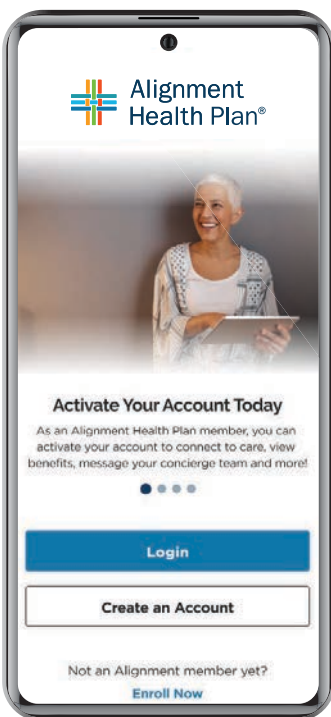 Alignment
Health Plan®
Activate Your Account Today
As an Alignment Health Plan member, you can
activate your account to connect to care, view
benefits, message your concierge team and more!
Login
Create an Account
Not an Alignment member yet?
Enroll Now